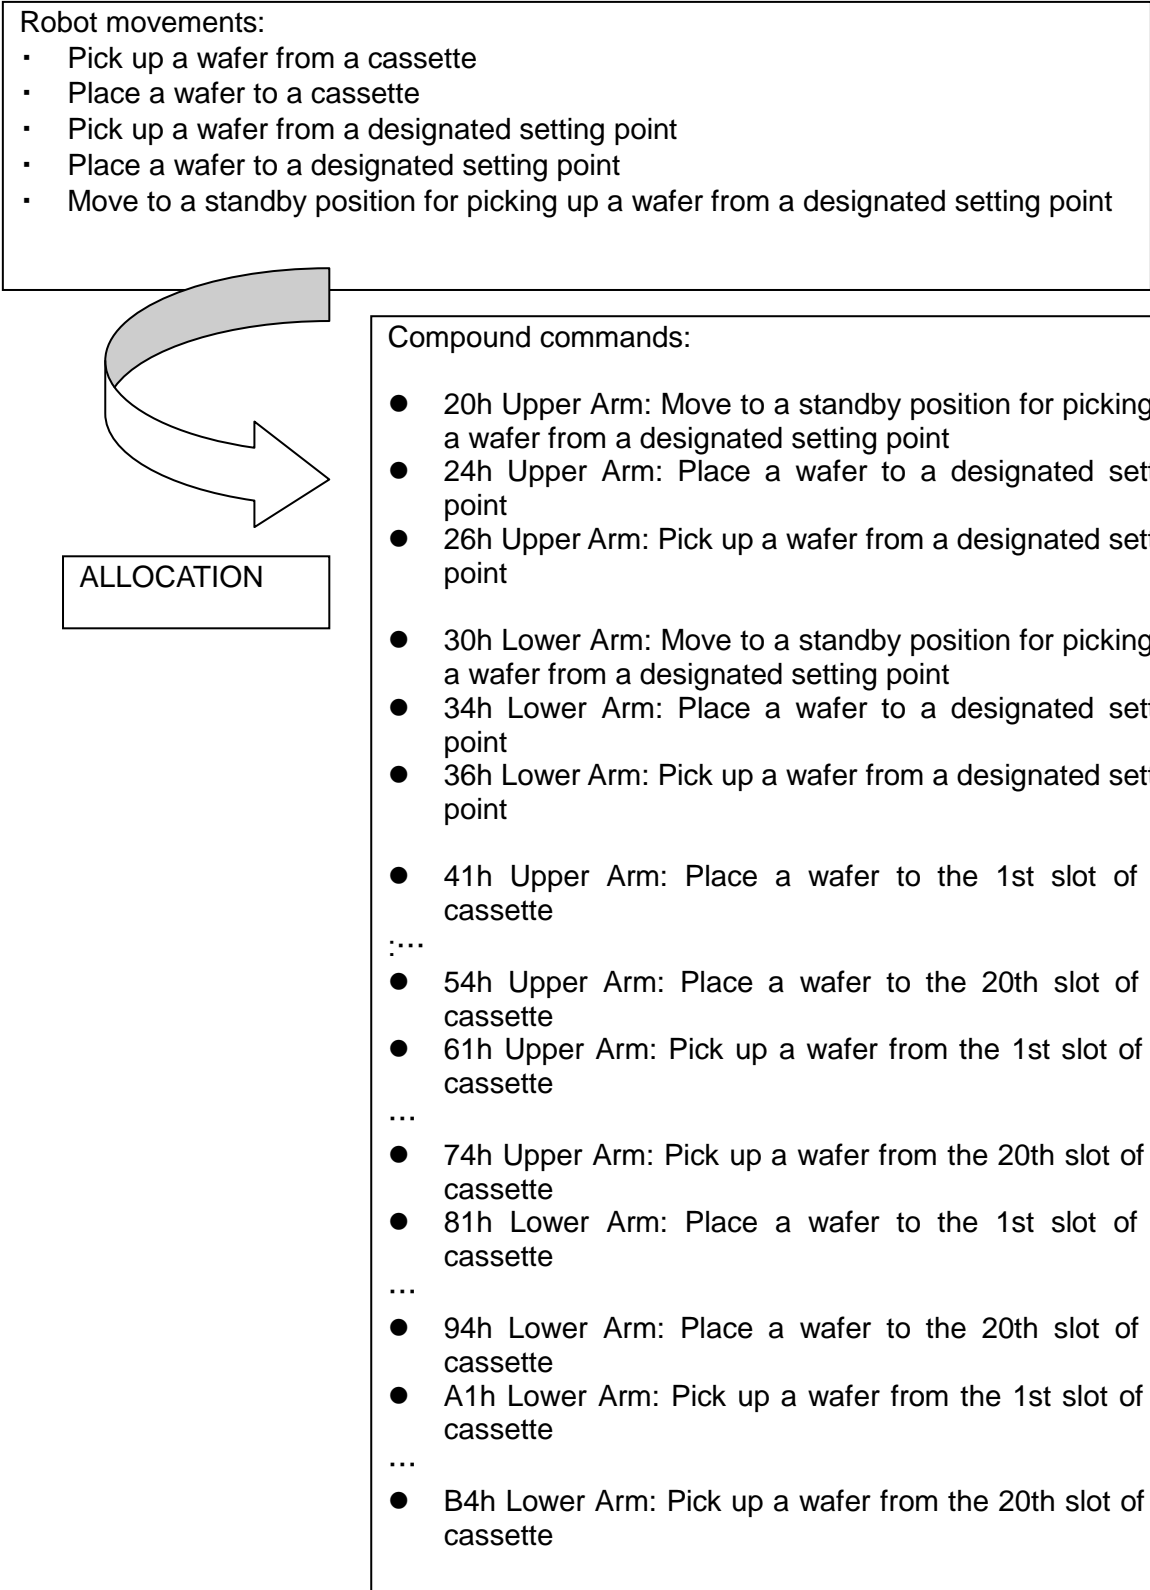 Robot movements:
▪ Pick up a wafer from a cassette
▪ Place a wafer to a cassette
▪ Pick up a wafer from a designated setting point
▪ Place a wafer to a designated setting point
▪ Move to a standby position for picking up a wafer from a designated setting point
Compound commands:
● 20h Upper Arm: Move to a standby position for picking
a wafer from a designated setting point
● 24h Upper Arm: Place a wafer to a designated sett
point
● 26h Upper Arm: Pick up a wafer from a designated sett
point
ALLOCATION
● 30h Lower Arm: Move to a standby position for picking
a wafer from a designated setting point
● 34h Lower Arm: Place a wafer to a designated sett
point
● 36h Lower Arm: Pick up a wafer from a designated sett
point
● 41h Upper Arm: Place a wafer to the 1st slot of
cassette
:…
● 54h Upper Arm: Place a wafer to the 20th slot of
cassette
● 61h Upper Arm: Pick up a wafer from the 1st slot of
cassette
…
● 74h Upper Arm: Pick up a wafer from the 20th slot of
cassette
● 81h Lower Arm: Place a wafer to the 1st slot of
cassette
…
● 94h Lower Arm: Place a wafer to the 20th slot of
cassette
● A1h Lower Arm: Pick up a wafer from the 1st slot of
cassette
…
● B4h Lower Arm: Pick up a wafer from the 20th slot of
cassette